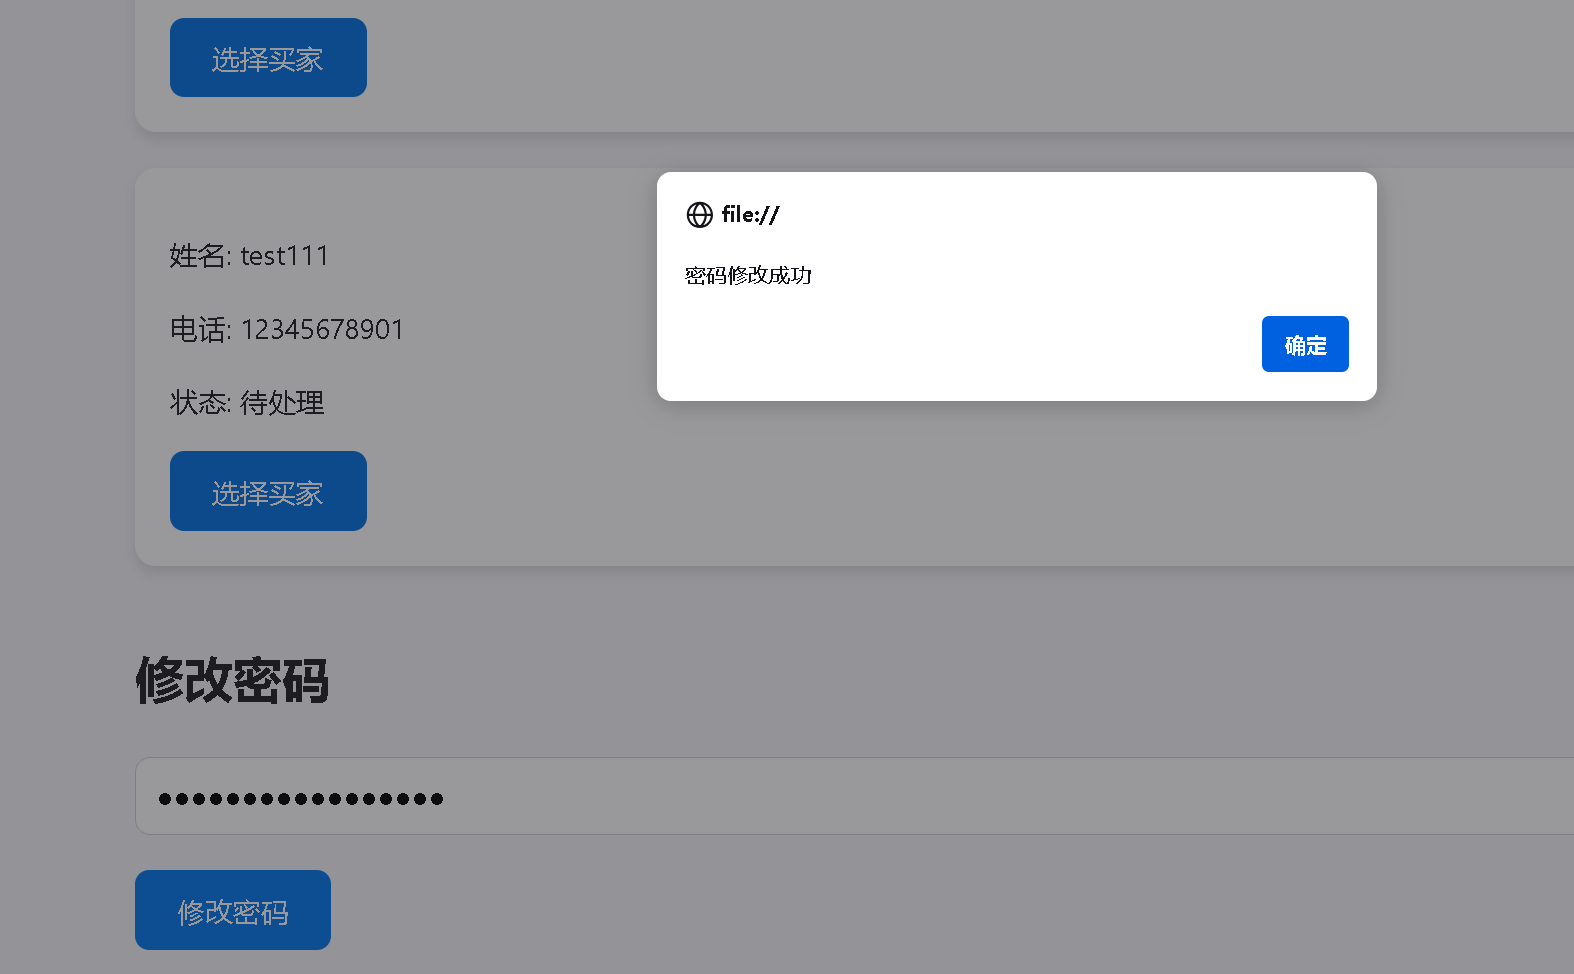 选择买家
file://
密码修改成功
确定
姓名: test111
电话: 12345678901
状态: 待处理
选择买家
修改密码
修改密码